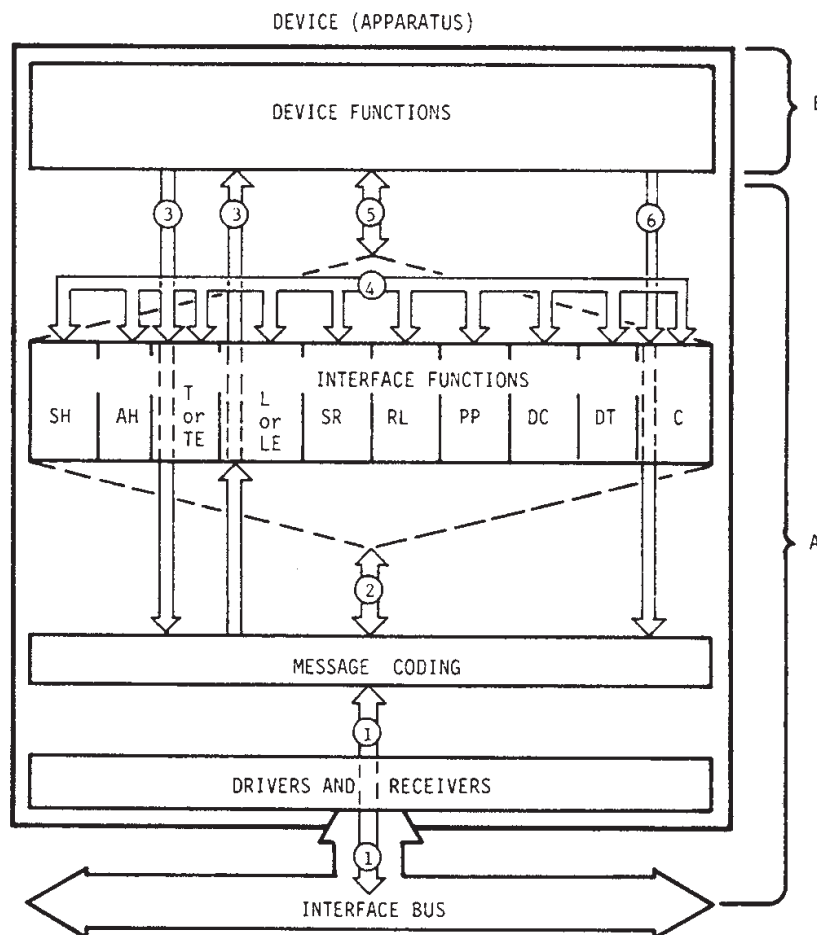 DEVICE (APPARATUS)
DEVICE FUNCTIONS
3
3
5
6
4
INTERFACE FUNCTIONS
SH
AH
T
or
TE
L
or
LE
SR
RL
PP
DC
DT
C
2
MESSAGE CODING
1
DRIVERS AND RECEIVERS
1
INTERFACE BUS
A